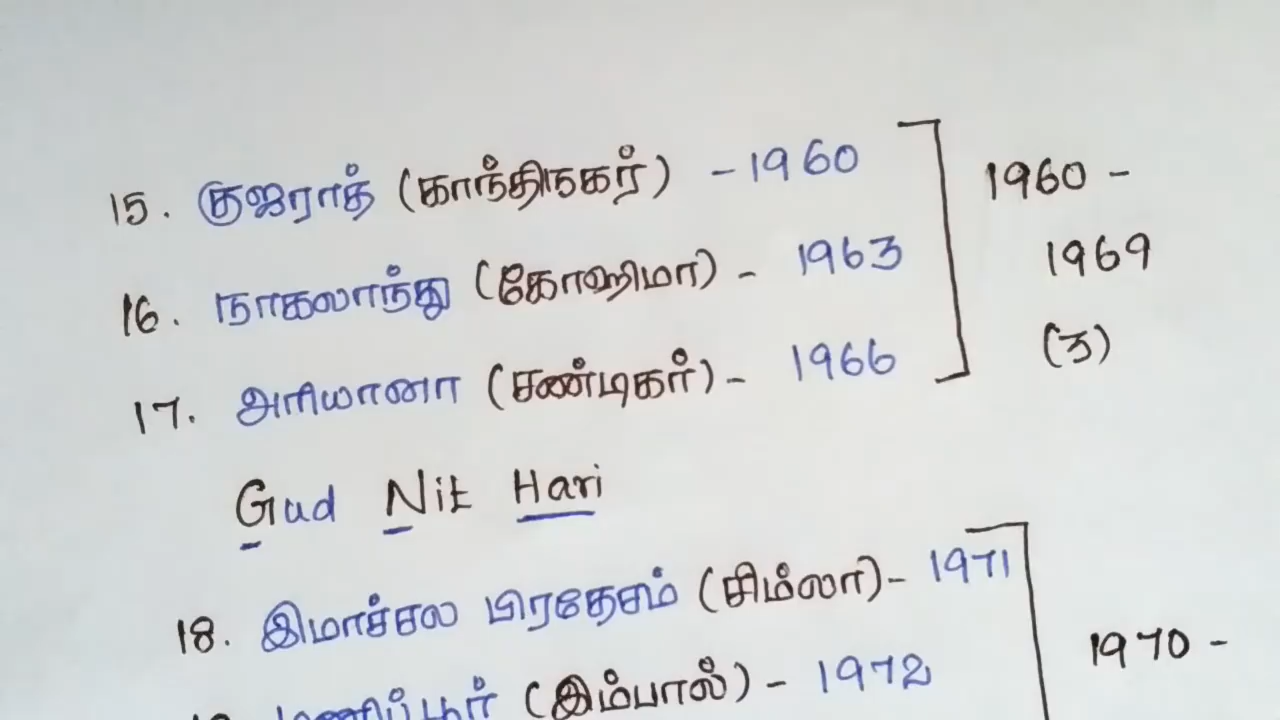 15. குஜராத் (காந்திநகர்) - 1960
16. நாகலாந்து (கோஹிமா) - 1963
17. அரியானா (சண்டிகர்) - 1966
1960 -
1969
(3)
Gud Nit Hari
18. இமாச்சல பிரதேசம் (சிம்லா) - 1971
19. மணிப்பூர் (இம்பால்) - 1972
1970 -